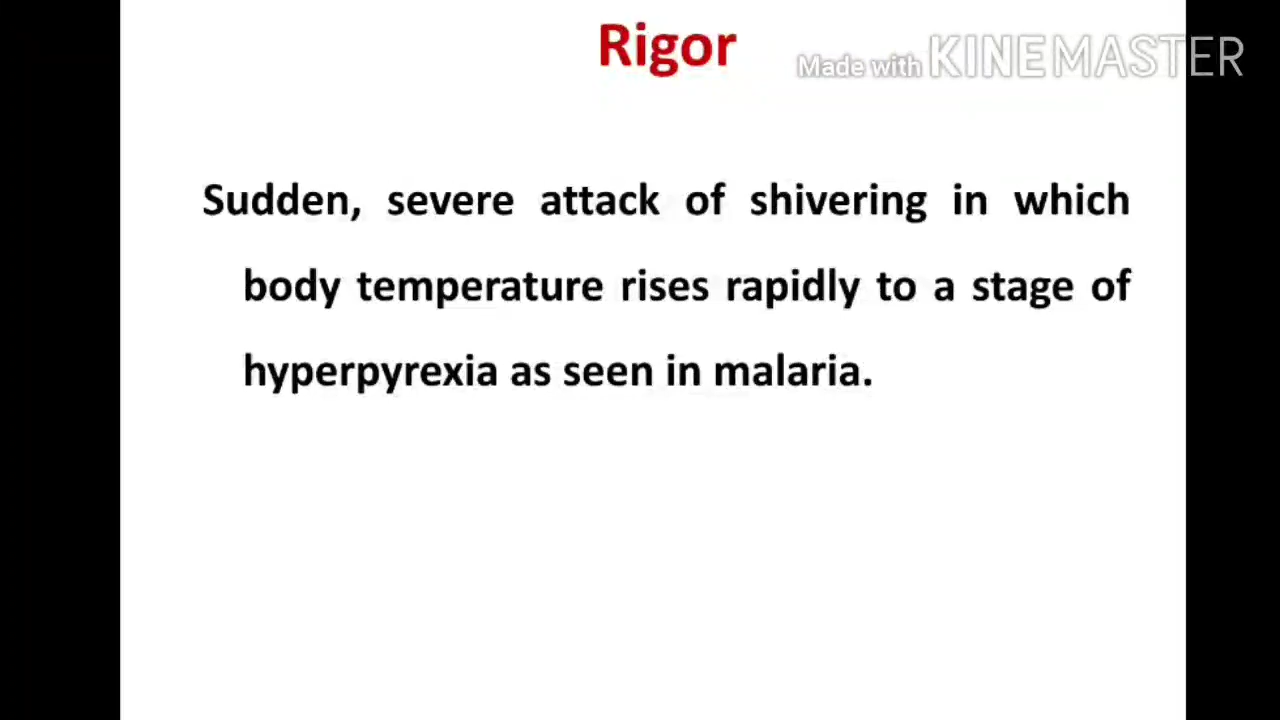 Rigor
Made with KINEMASTER
Sudden, severe attack of shivering in which
body temperature rises rapidly to a stage of
hyperpyrexia as seen in malaria.